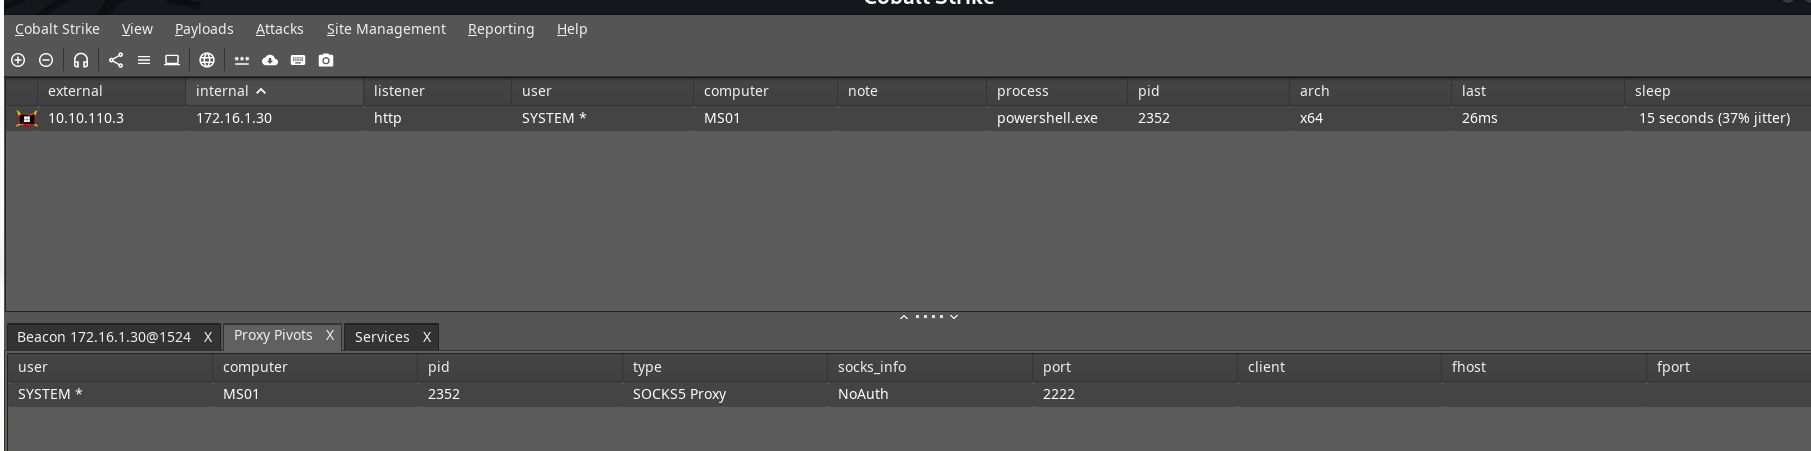 Cobalt Strike
Cobalt Strike View Payloads Attacks Site Management Reporting Help
external internal listener user computer note process pid arch last sleep
10.10.110.3 172.16.1.30 http SYSTEM * MS01 powershell.exe 2352 x64 26ms 15 seconds (37% jitter)
Beacon 172.16.1.30@1524 X Proxy Pivots X Services X
user computer pid type socks_info port client fhost fport
SYSTEM * MS01 2352 SOCKS5 Proxy NoAuth 2222